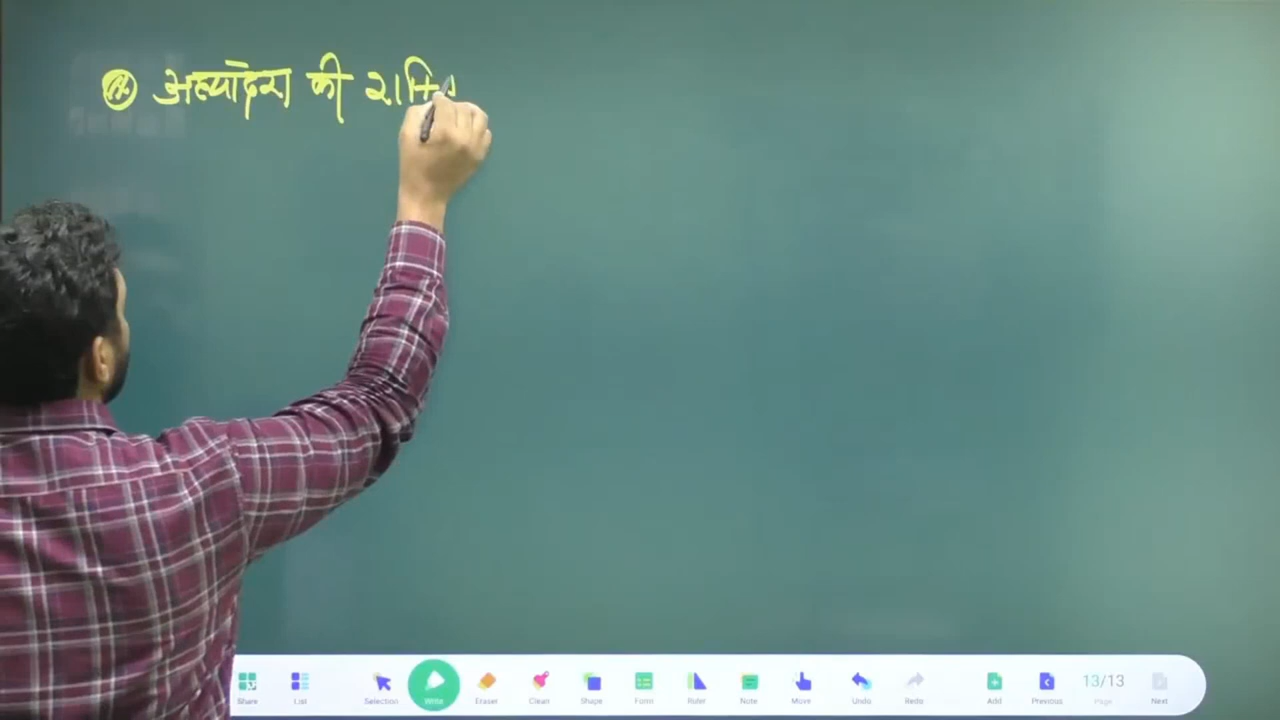 अध्यादेश की
Share List Selection Write Eraser Clean Shape Form Ruler Note Move Undo Redo Add Previous 13/13 Page Next